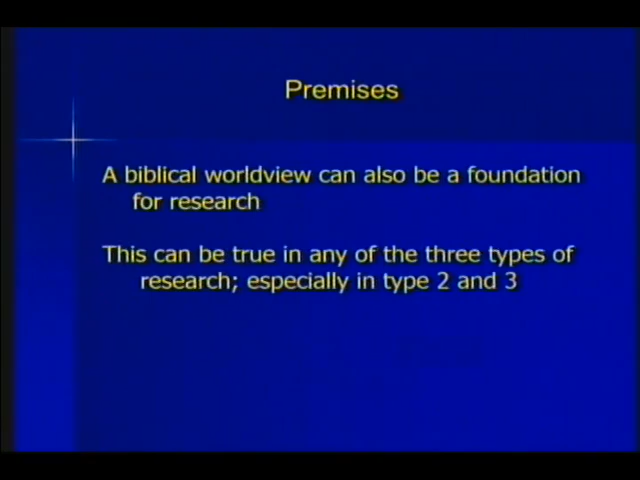 Premises
A biblical worldview can also be a foundation
for research
This can be true in any of the three types of
research; especially in type 2 and 3